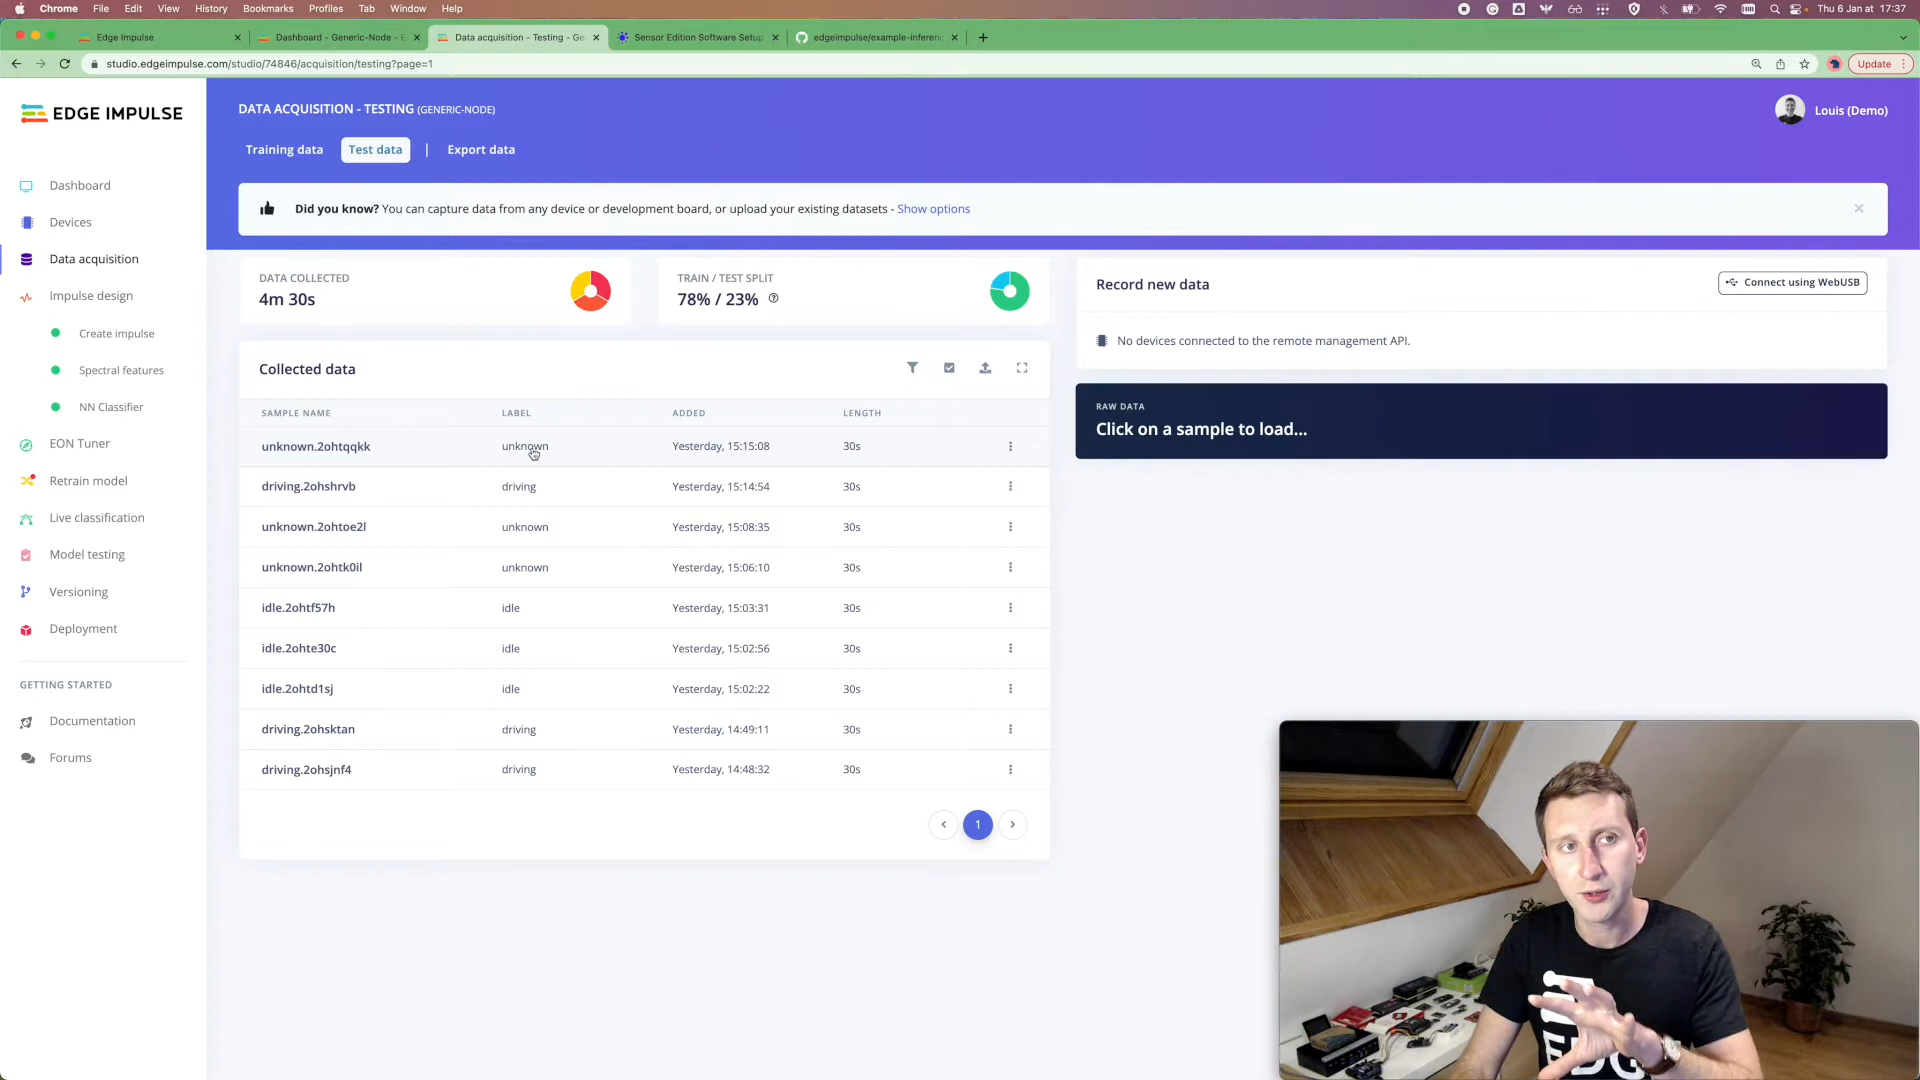 Chrome File Edit View History Bookmarks Profiles Tab Window Help Thu 6 Jan at 17:37
Edge Impulse Dashboard - Generic-Node - E Data acquisition - Testing - Ge Sensor Edition Software Setup edgeimpulse/example-inferenc
studio.edgeimpulse.com/studio/74846/acquisition/testing?page=1 Update
EDGE IMPULSE
Dashboard
Devices
Data acquisition
Impulse design
Create impulse
Spectral features
NN Classifier
EON Tuner
Retrain model
Live classification
Model testing
Versioning
Deployment
GETTING STARTED
Documentation
Forums
DATA ACQUISITION - TESTING (GENERIC-NODE)
Louis (Demo)
Training data Test data | Export data
Did you know? You can capture data from any device or development board, or upload your existing datasets - Show options
DATA COLLECTED
4m 30s
TRAIN / TEST SPLIT
78% / 23%
Collected data
SAMPLE NAME LABEL ADDED LENGTH
unknown.2ohtqqkk unknown Yesterday, 15:15:08 30s
driving.2ohshrvb driving Yesterday, 15:14:54 30s
unknown.2ohtoe2l unknown Yesterday, 15:08:35 30s
unknown.2ohtk0il unknown Yesterday, 15:06:10 30s
idle.2ohtf57h idle Yesterday, 15:03:31 30s
idle.2ohte30c idle Yesterday, 15:02:56 30s
idle.2ohtd1sj idle Yesterday, 15:02:22 30s
driving.2ohsktan driving Yesterday, 14:49:11 30s
driving.2ohsjnf4 driving Yesterday, 14:48:32 30s
1
Record new data
Connect using WebUSB
No devices connected to the remote management API.
RAW DATA
Click on a sample to load...